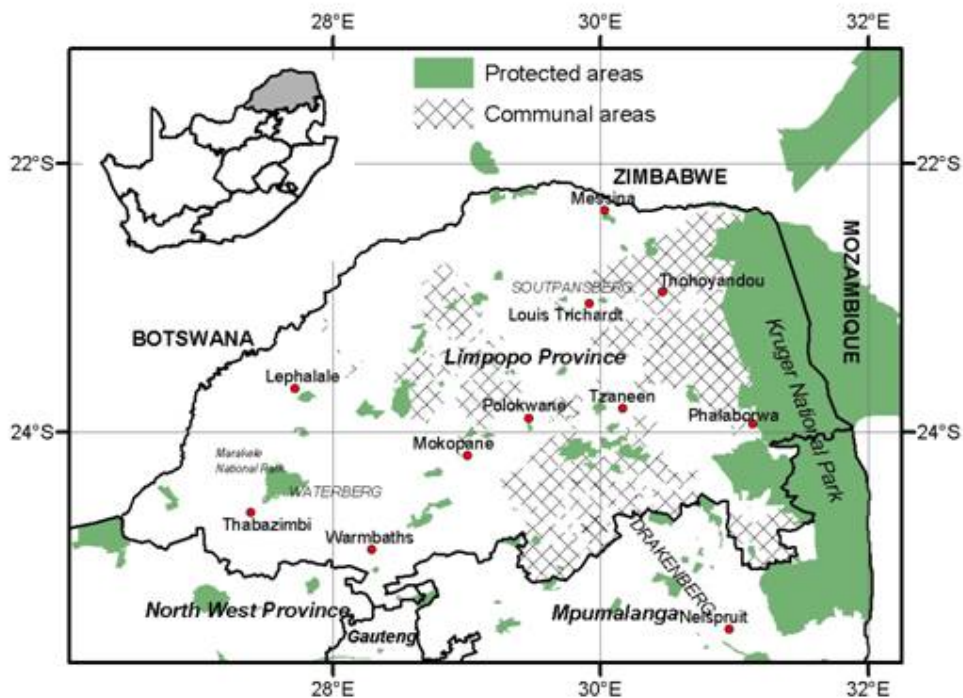 28°E
30°E
32°E
Protected areas
Communal areas
22°S
22°S
ZIMBABWE
Messina
MOZAMBIQUE
Thohoyandou
SOUTPANSBERG
Louis Trichardt
BOTSWANA
Limpopo Province
Kruger National Park
Lephalale
Tzaneen
Polokwane
Phalaborwa
24°S
24°S
Mokopane
Marakele
National Park
WATERBERG
Thabazimbi
Warmbaths
DRAKENBERG
North West Province
Mpumalanga
Nelspruit
Gauteng
28°E
30°E
32°E